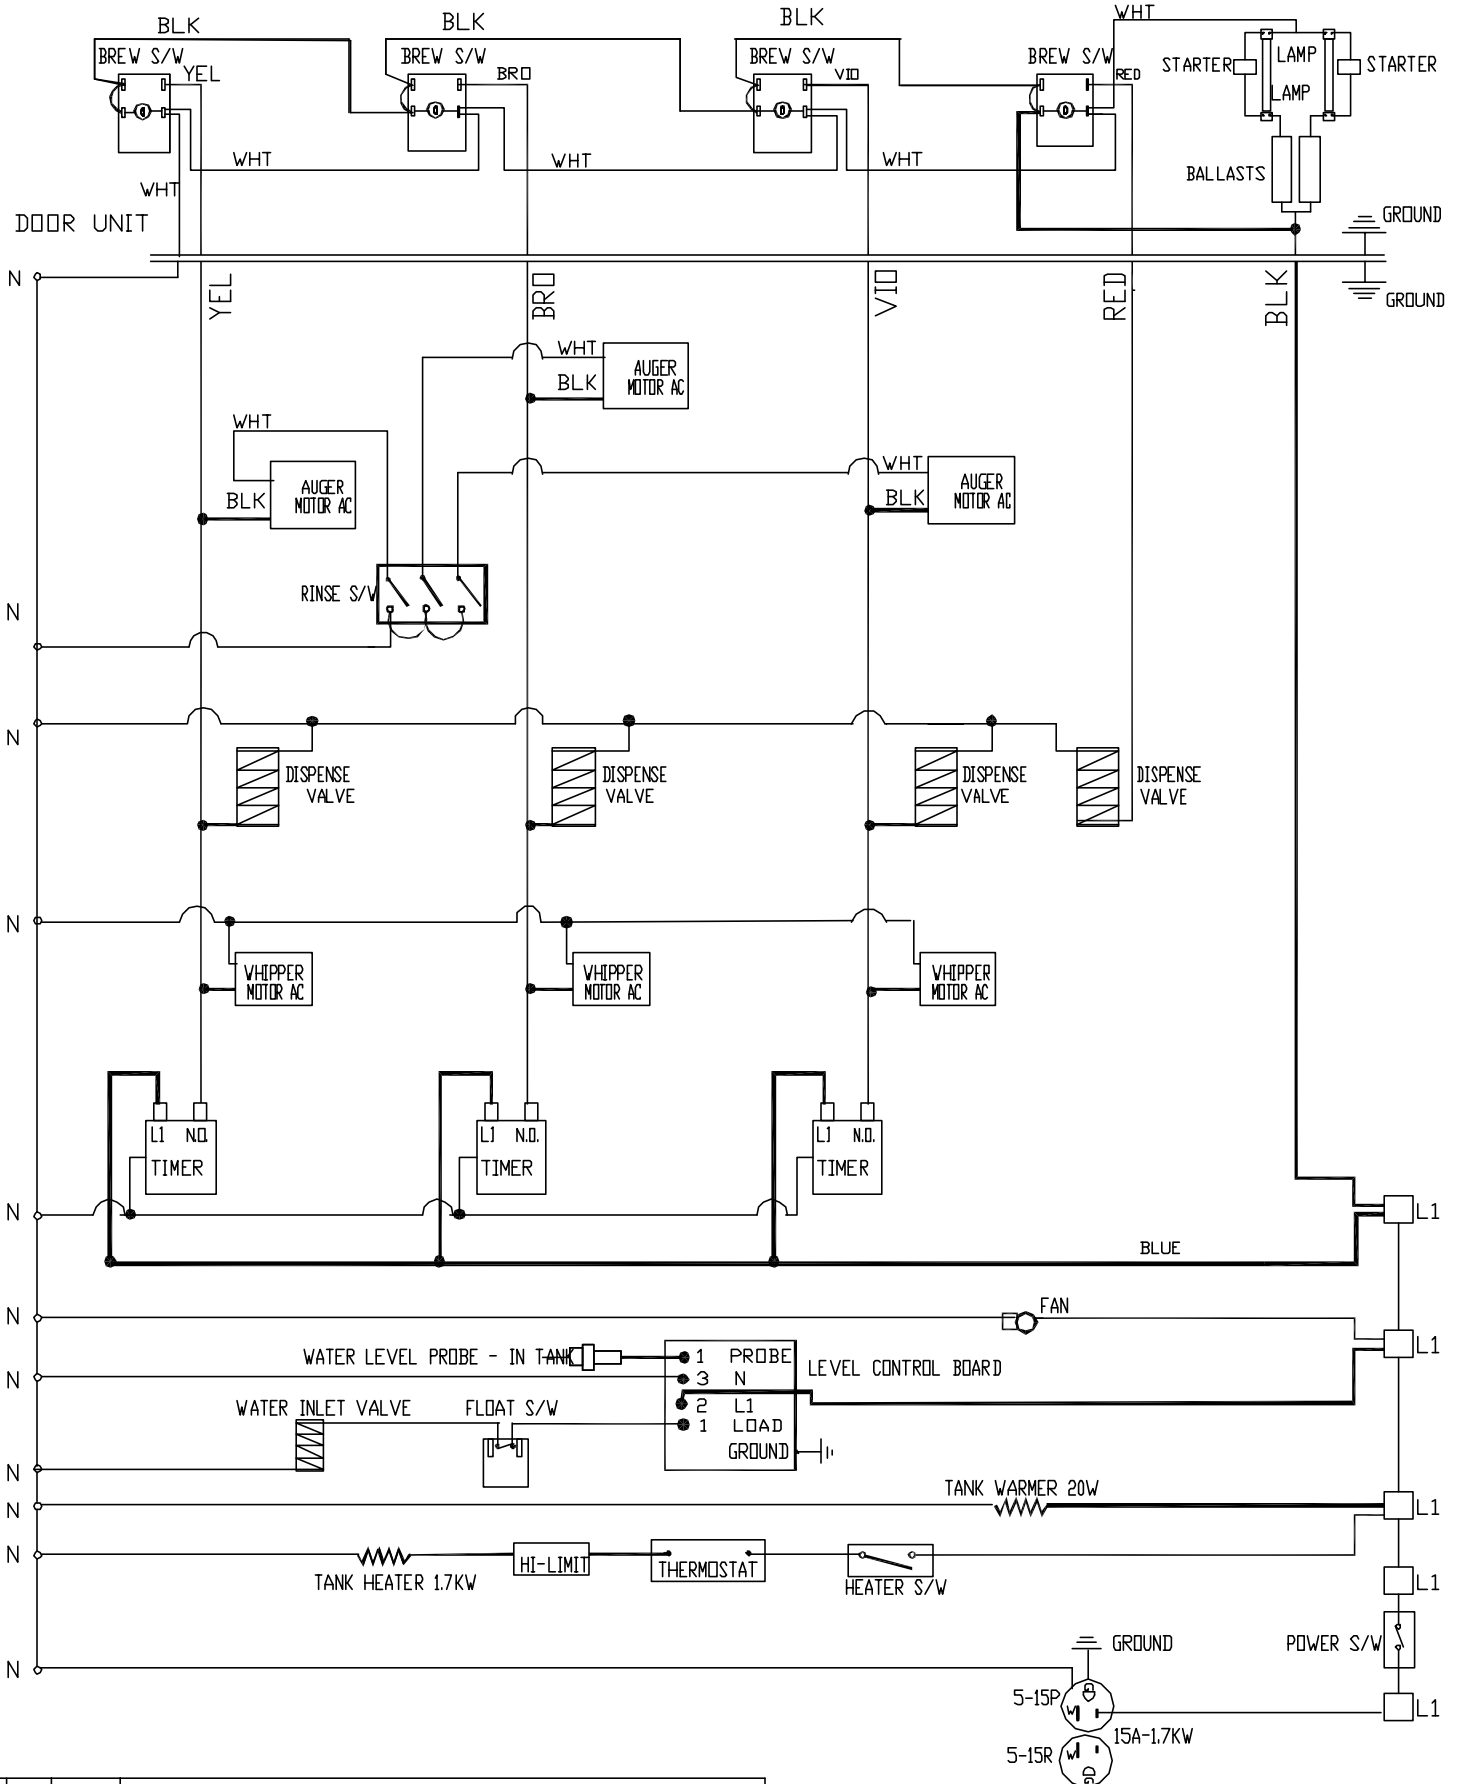 BLK
BLK
BLK
WHT
BREW S/W
BREW S/W
BREW S/W
BREW S/W
LAMP
STARTER
STARTER
YEL
BRO
VIO
RED
LAMP
WHT
WHT
WHT
WHT
BALLASTS
DOOR UNIT
GROUND
N
YEL
BRO
VIO
RED
BLK
GROUND
WHT
AUGER
MOTOR AC
BLK
WHT
AUGER
MOTOR AC
BLK
WHT
AUGER
MOTOR AC
BLK
RINSE S/W
N
N
DISPENSE
VALVE
DISPENSE
VALVE
DISPENSE
VALVE
DISPENSE
VALVE
N
WHIPPER
MOTOR AC
WHIPPER
MOTOR AC
WHIPPER
MOTOR AC
L1 N.O.
TIMER
L1 N.O.
TIMER
L1 N.O.
TIMER
N
L1
BLUE
N
FAN
L1
WATER LEVEL PROBE - IN TANK
1 PROBE
LEVEL CONTROL BOARD
N
3 N
WATER INLET VALVE
FLOAT S/W
2 L1
1 LOAD
GROUND
N
TANK WARMER 20W
N
L1
N
HI-LIMIT
THERMOSTAT
TANK HEATER 1.7KW
HEATER S/W
L1
GROUND
POWER S/W
N
5-15P
G
W
L1
15A-1.7KW
5-15R
W
G